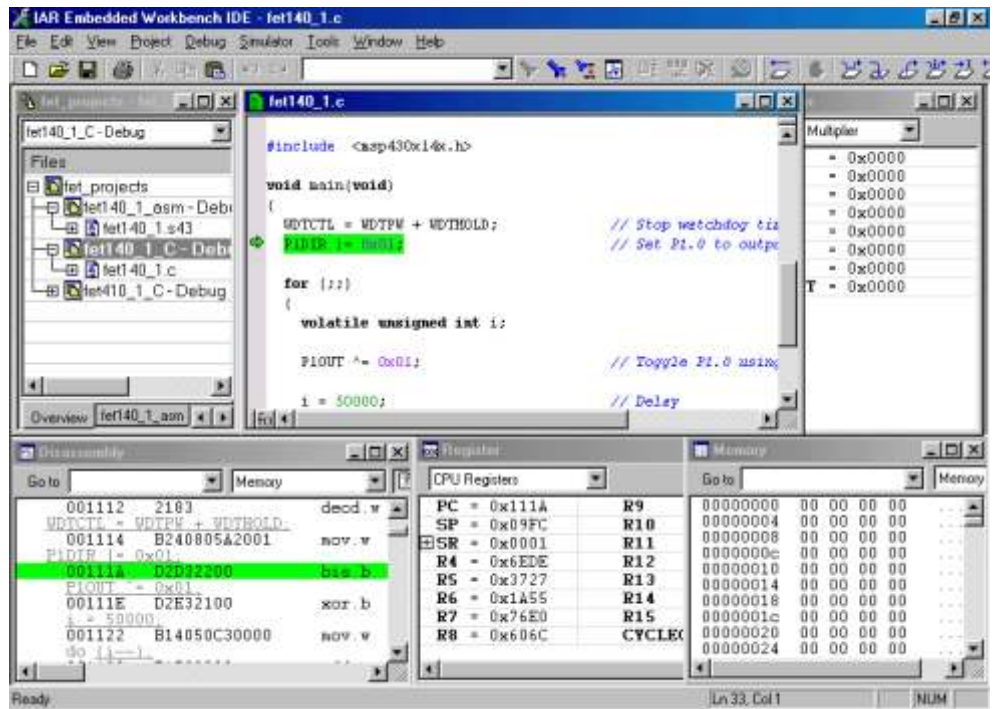 IAR Embedded Workbench IDE - fet140_1.c
File Edit View Project Debug Simulator Tools Window Help
fet140_1_C - Debug
Files
fet_projects
fet140_1_asm - Debu
fet140_1.s43
fet140_1_C - Debu
fet140_1.c
fet410_1_C - Debug
Overview fet140_1_asm
fet140_1.c
#include <msp430x14x.h>
void main(void)
{
WDTCTL = WDTPW + WDTHOLD; // Stop watchdog tim
P1DIR |= 0x01; // Set P1.0 to outpu
for (;;)
{
volatile unsigned int i;
P1OUT ^= 0x01; // Toggle P1.0 using
i = 50000; // Delay
Multiplier
= 0x0000
= 0x0000
= 0x0000
= 0x0000
= 0x0000
= 0x0000
= 0x0000
T = 0x0000
Disassembly
Go to Memory
001112 2183 decd.w
WDTCTL = WDTPW + WDTHOLD;
001114 B240805A2001 mov.w
P1DIR |= 0x01;
00111A D2D32200 bis.b
P1OUT ^= 0x01;
00111E D2E32100 xor.b
i = 50000;
001122 B14050C30000 mov.w
do (i--);
Register
CPU Registers
PC = 0x111A R9
SP = 0x09FC R10
SR = 0x0001 R11
R4 = 0x6EDE R12
R5 = 0x3727 R13
R6 = 0x1A55 R14
R7 = 0x76E0 R15
R8 = 0x606C CYCLEC
Memory
Go to Memory
00000000 00 00 00 00 ...
00000004 00 00 00 00 ...
00000008 00 00 00 00 ...
0000000c 00 00 00 00 ...
00000010 00 00 00 00 ...
00000014 00 00 00 00 ...
00000018 00 00 00 00 ...
0000001c 00 00 00 00 ...
00000020 00 00 00 00 ...
00000024 00 00 00 00 ...
Ready Ln 33, Col 1 NUM